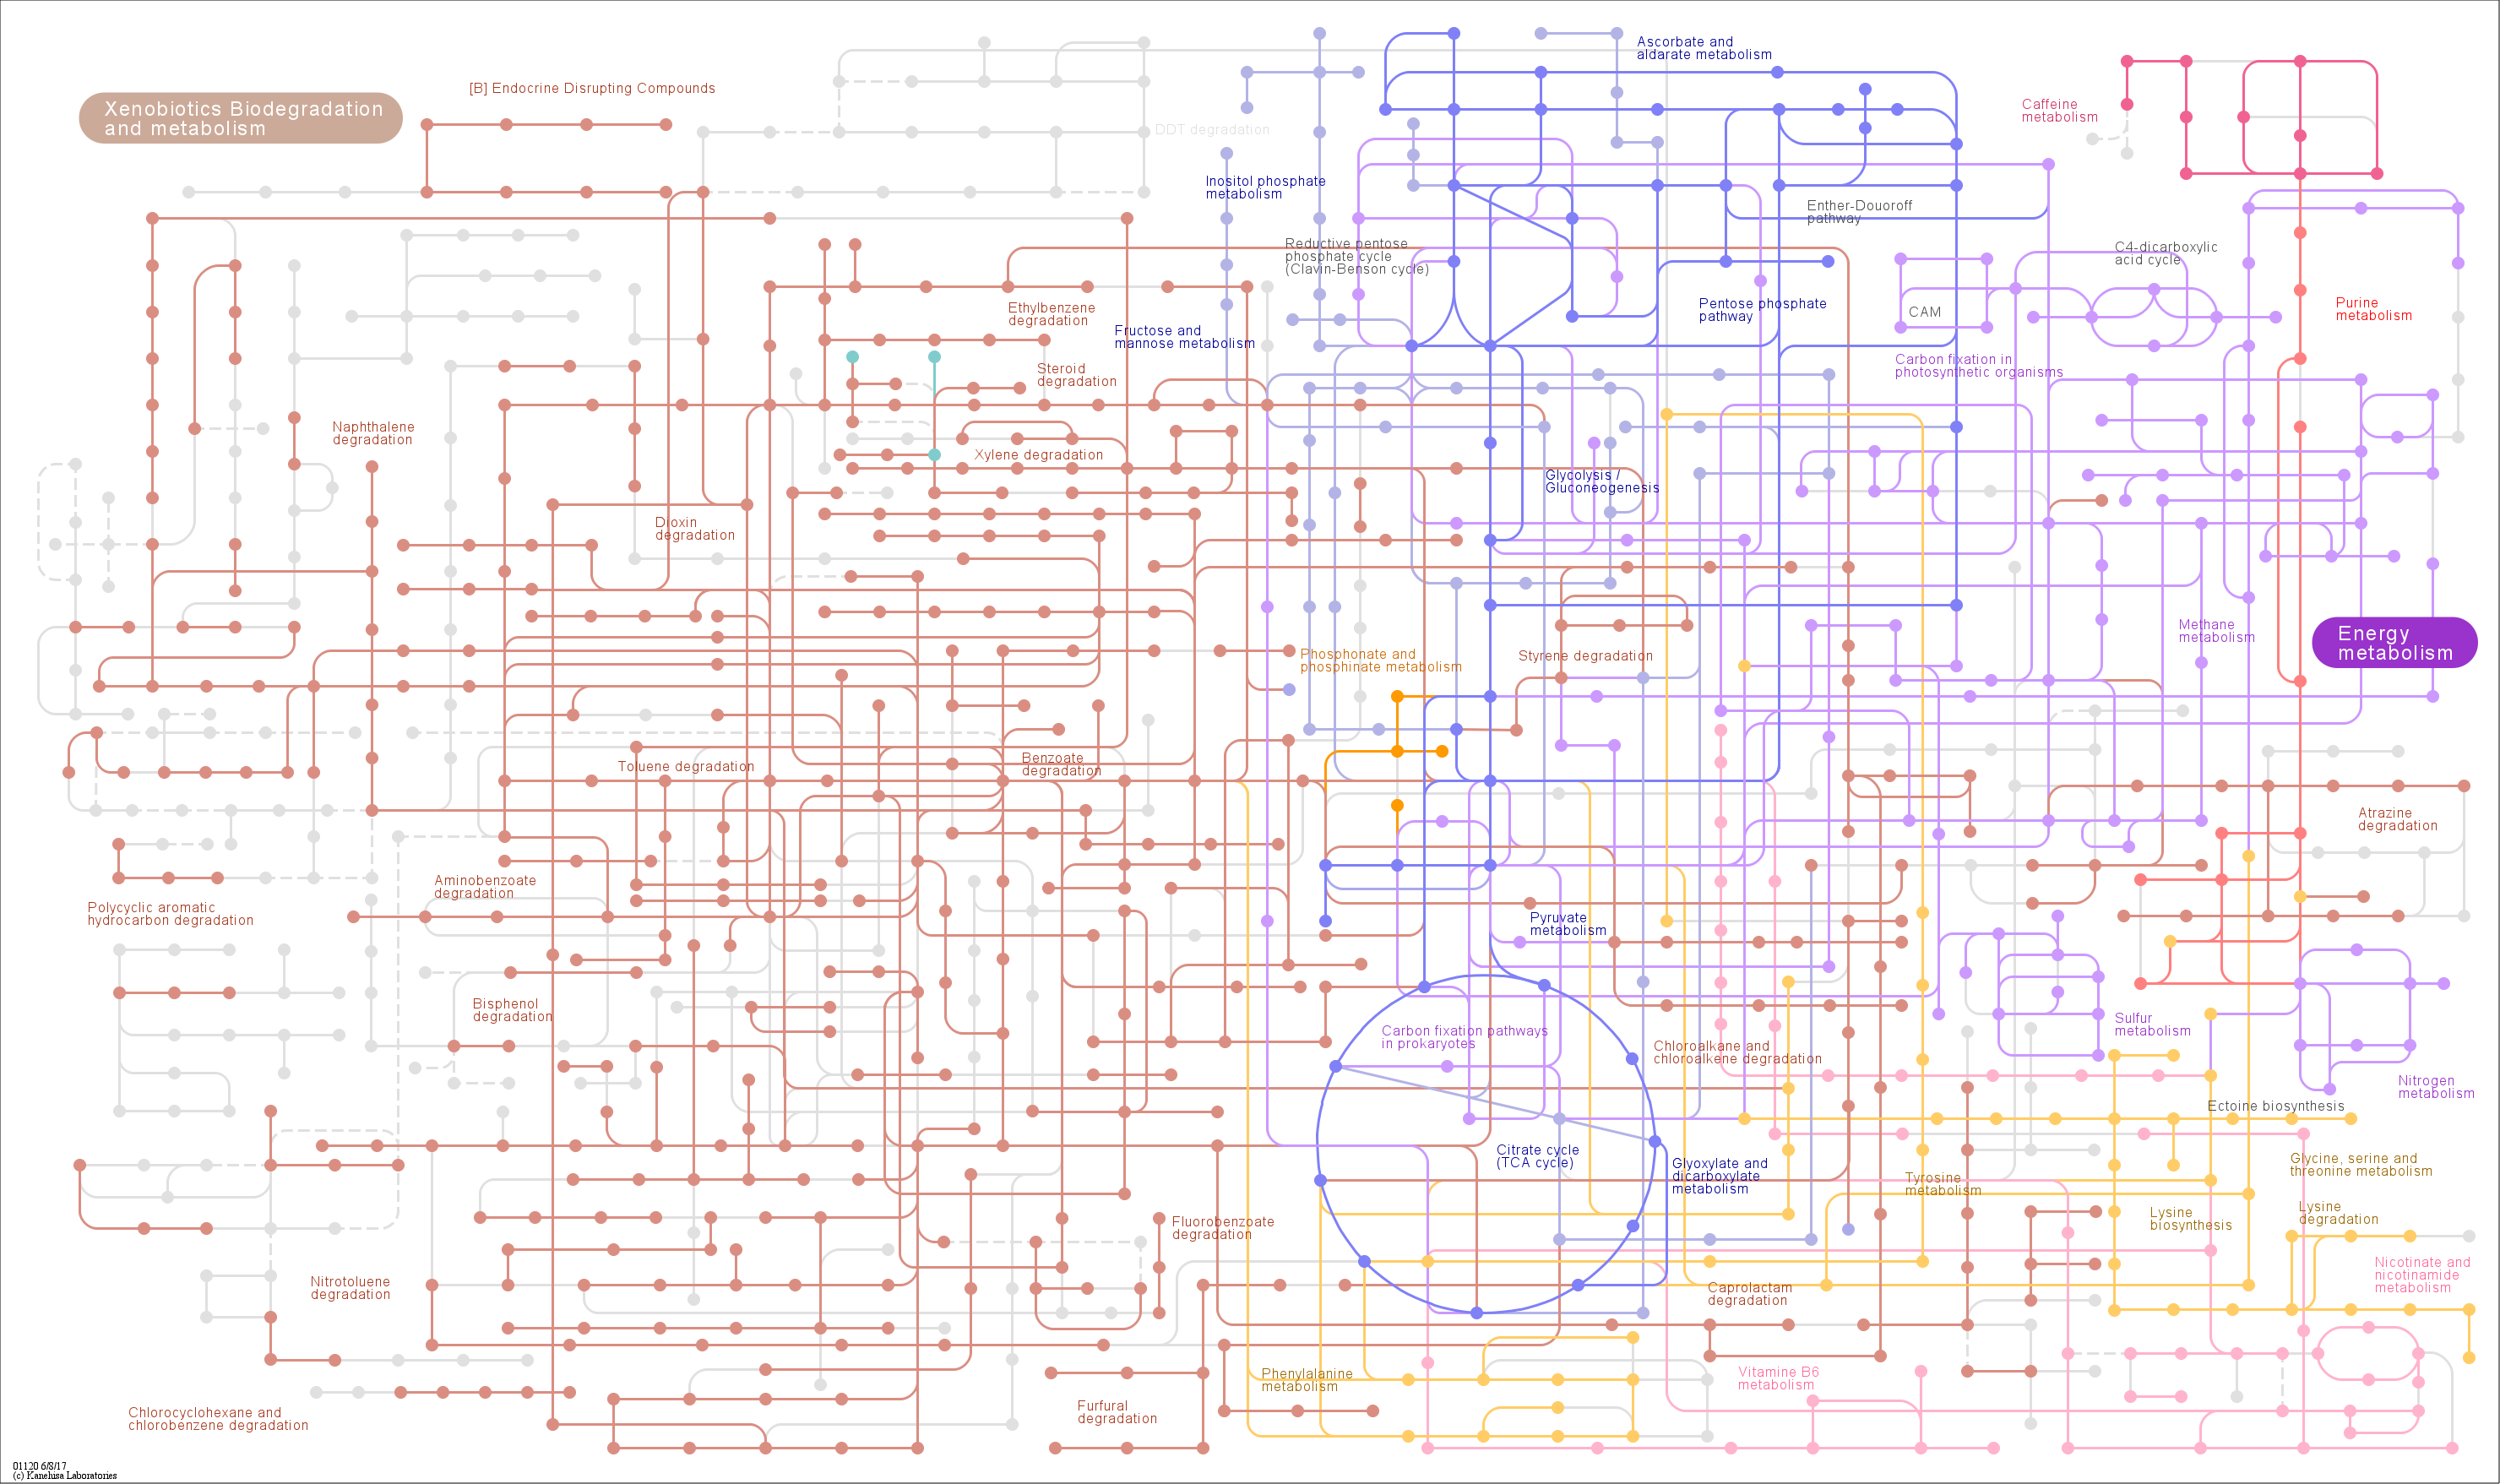 Xenobiotics Biodegradation
and metabolism
[B] Endocrine Disrupting Compounds
DDT degradation
Ascorbate and
aldarate metabolism
Caffeine
metabolism
Inositol phosphate
metabolism
Enther-Douoroff
pathway
Reductive pentose
phosphate cycle
(Clavin-Benson cycle)
C4-dicarboxylic
acid cycle
Ethylbenzene
degradation
Fructose and
mannose metabolism
Pentose phosphate
pathway
CAM
Purine
metabolism
Steroid
degradation
Carbon fixation in
photosynthetic organisms
Naphthalene
degradation
Xylene degradation
Glycolysis /
Gluconeogenesis
Dioxin
degradation
Phosphonate and
phosphinate metabolism
Styrene degradation
Methane
metabolism
Energy
metabolism
Toluene degradation
Benzoate
degradation
Atrazine
degradation
Aminobenzoate
degradation
Polycyclic aromatic
hydrocarbon degradation
Pyruvate
metabolism
Bisphenol
degradation
Carbon fixation pathways
in prokaryotes
Chloroalkane and
chloroalkene degradation
Sulfur
metabolism
Nitrogen
metabolism
Ectoine biosynthesis
Citrate cycle
(TCA cycle)
Glyoxylate and
dicarboxylate
metabolism
Tyrosine
metabolism
Glycine, serine and
threonine metabolism
Lysine
biosynthesis
Lysine
degradation
Fluorobenzoate
degradation
Nitrotoluene
degradation
Caprolactam
degradation
Nicotinate and
nicotinamide
metabolism
Phenylalanine
metabolism
Vitamine B6
metabolism
Chlorocyclohexane and
chlorobenzene degradation
Furfural
degradation
01120 6/8/17
(c) Kanehisa Laboratories